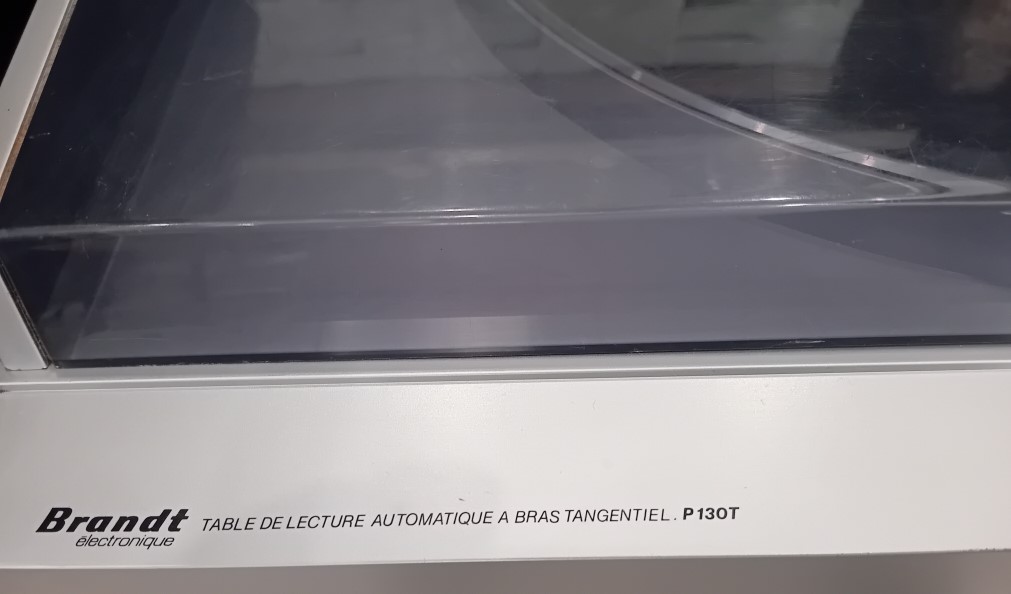 Brandt TABLE DE LECTURE AUTOMATIQUE A BRAS TANGENTIEL. P130T
électronique